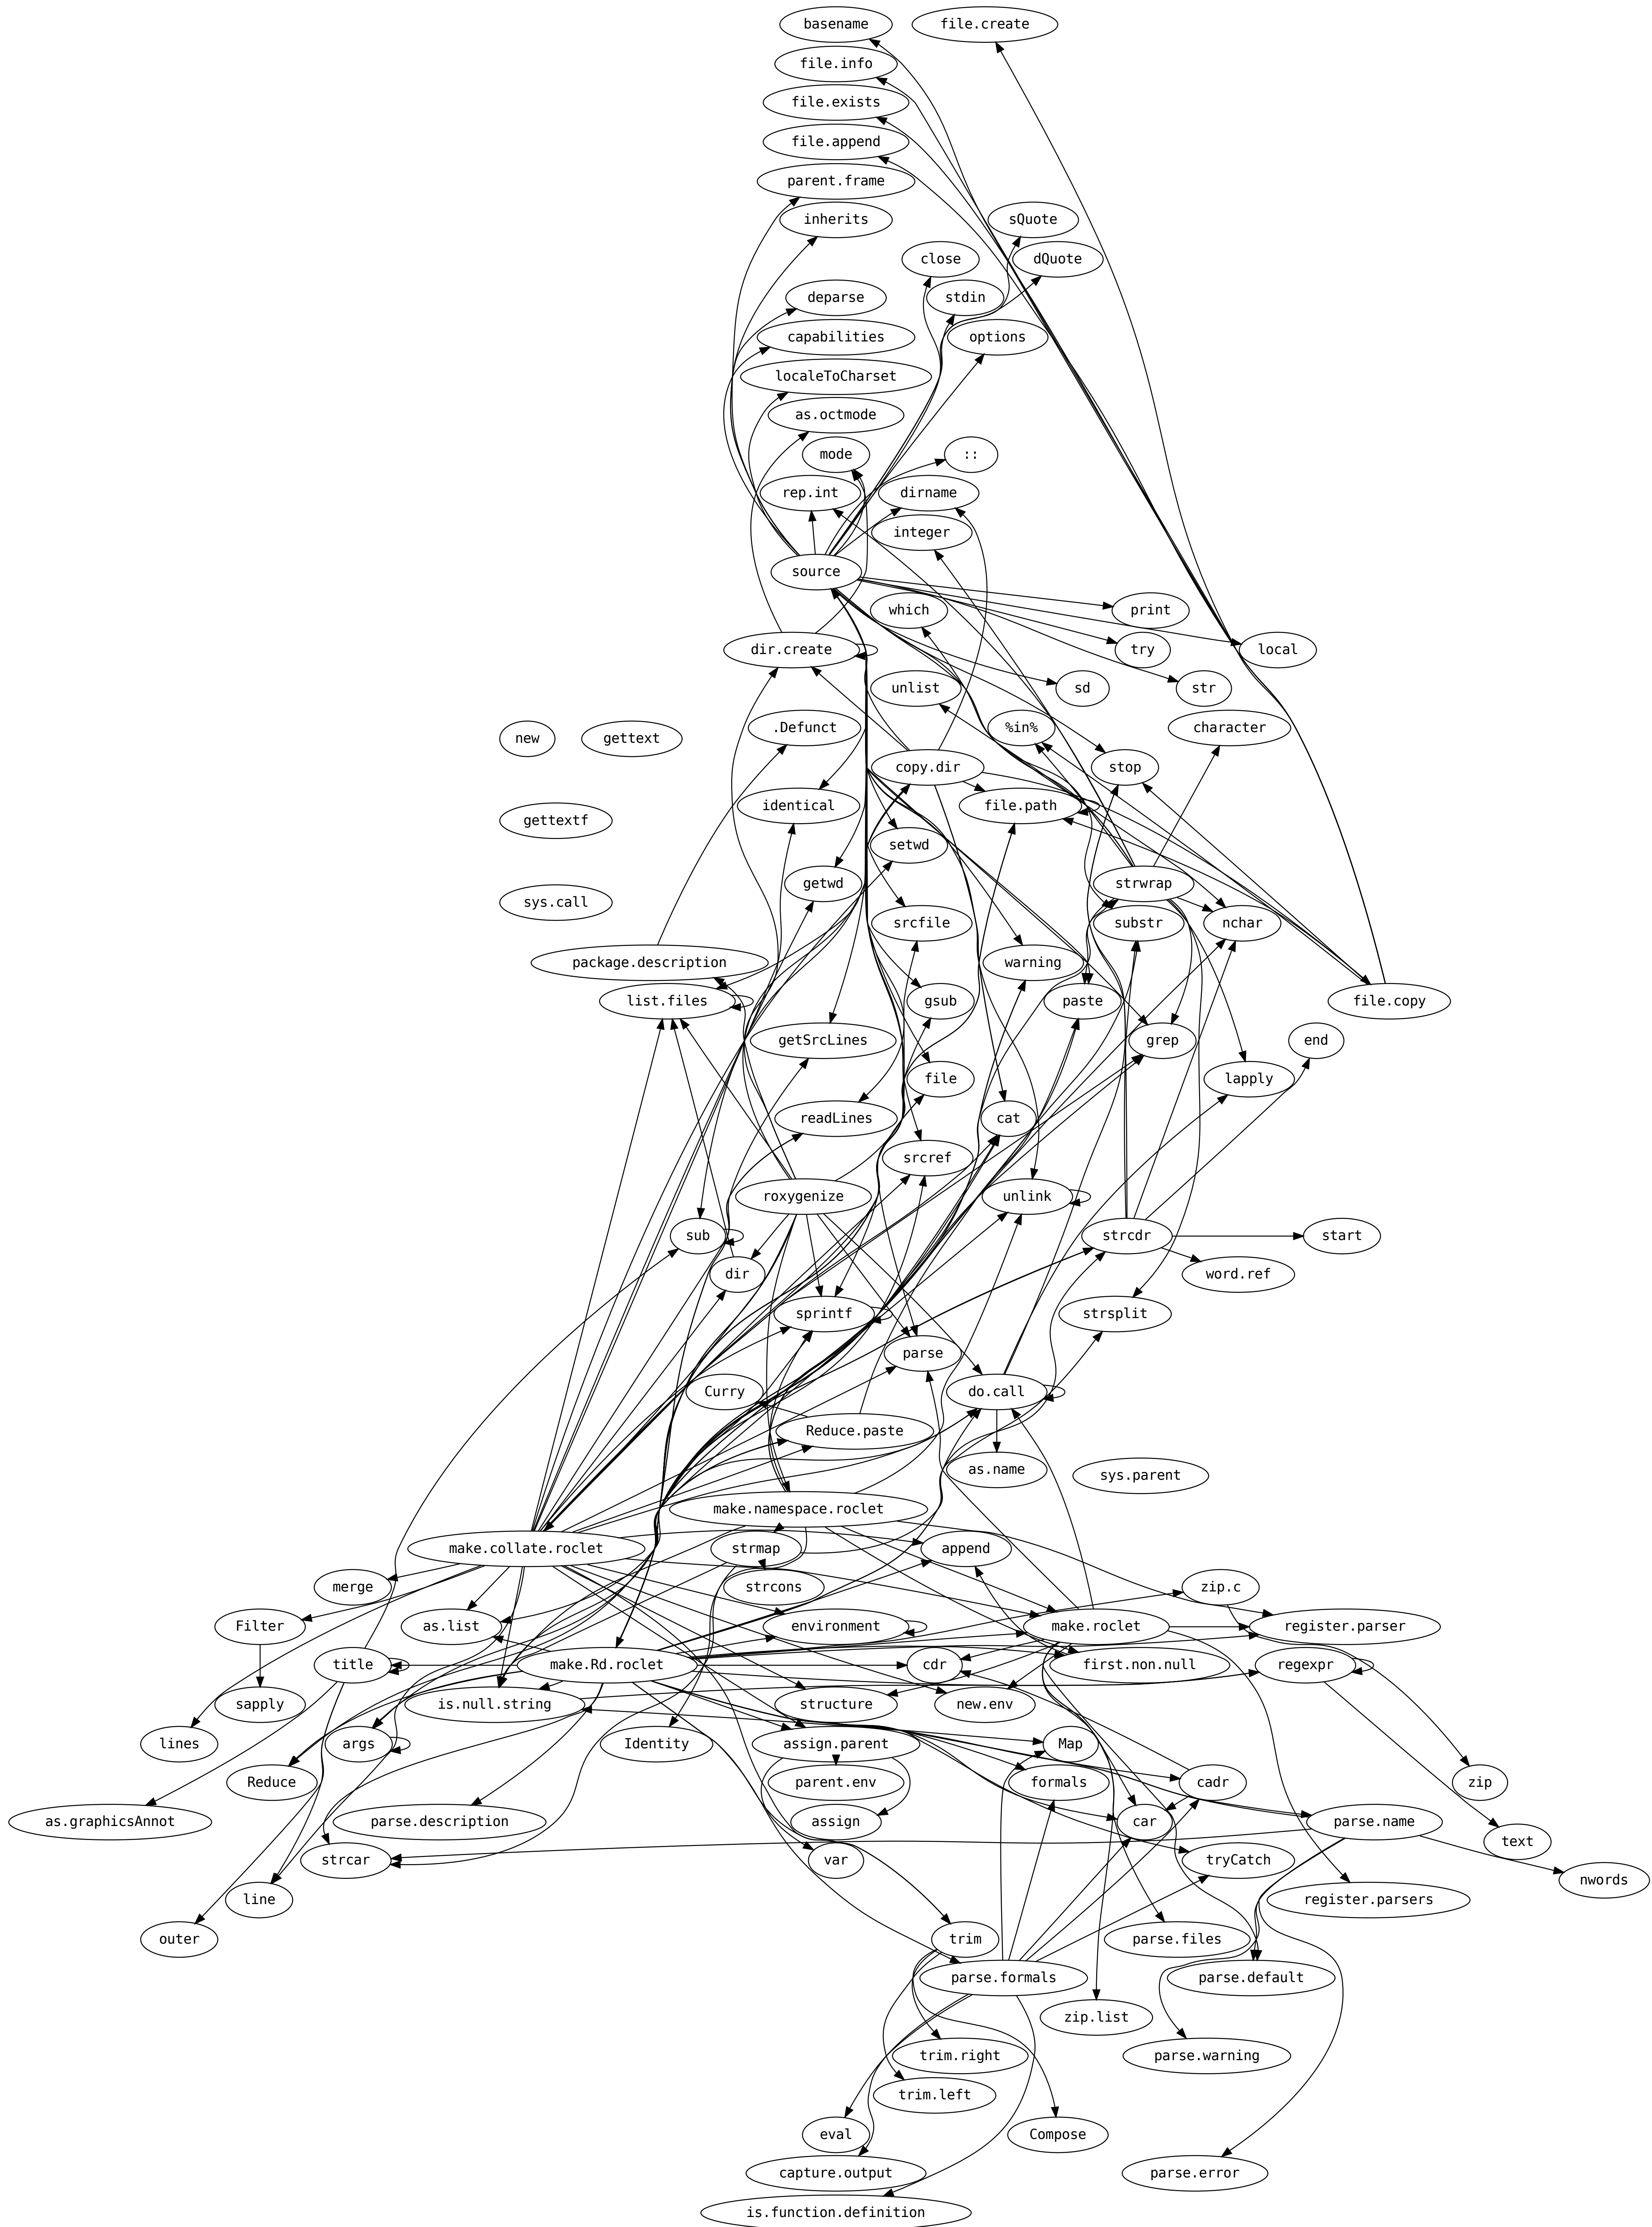 basename
file.create
file.info
file.exists
file.append
parent.frame
inherits
sQuote
close
dQuote
deparse
stdin
capabilities
options
localeToCharset
as.octmode
mode
::
rep.int
dirname
integer
source
which
print
dir.create
try
local
unlist
sd
str
new
gettext
.Defunct
%in%
character
copy.dir
stop
identical
file.path
gettextf
setwd
getwd
strwrap
sys.call
srcfile
substr
nchar
package.description
warning
list.files
gsub
paste
file.copy
getSrcLines
grep
end
file
lapply
readLines
cat
srcref
roxygenize
unlink
sub
strcdr
start
dir
word.ref
sprintf
strsplit
parse
Curry
do.call
Reduce.paste
as.name
sys.parent
make.namespace.roclet
make.collate.roclet
strmap
append
merge
strcons
zip.c
Filter
as.list
environment
make.roclet
register.parser
title
make.Rd.roclet
cdr
first.non.null
regexpr
sapply
is.null.string
structure
new.env
lines
args
Identity
assign.parent
Map
Reduce
parent.env
formals
cadr
zip
as.graphicsAnnot
parse.description
assign
car
parse.name
text
strcar
var
tryCatch
nwords
line
register.parsers
outer
trim
parse.files
parse.formals
parse.default
zip.list
trim.right
parse.warning
trim.left
eval
Compose
capture.output
parse.error
is.function.definition